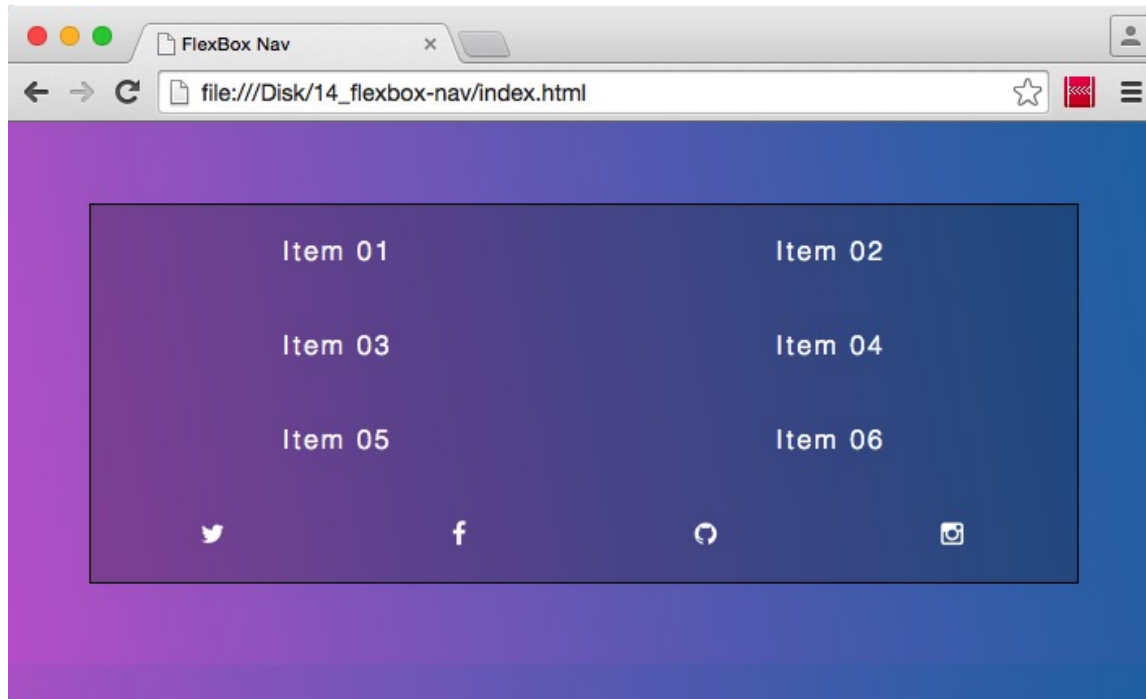 FlexBox Nav
file:///Disk/14_flexbox-nav/index.html
Item 01 Item 02
Item 03 Item 04
Item 05 Item 06